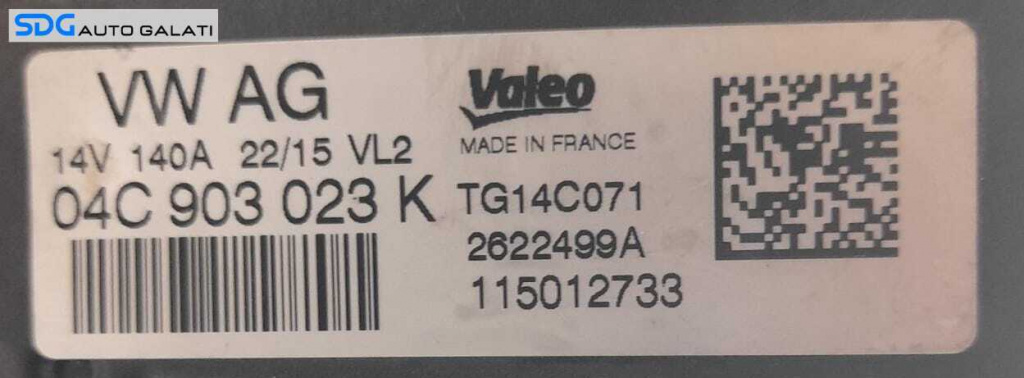 SDG AUTO GALATI
VW AG
14V 140A 22/15 VL2
04C 903 023 K
Valeo
MADE IN FRANCE
TG14C071
2622499A
115012733